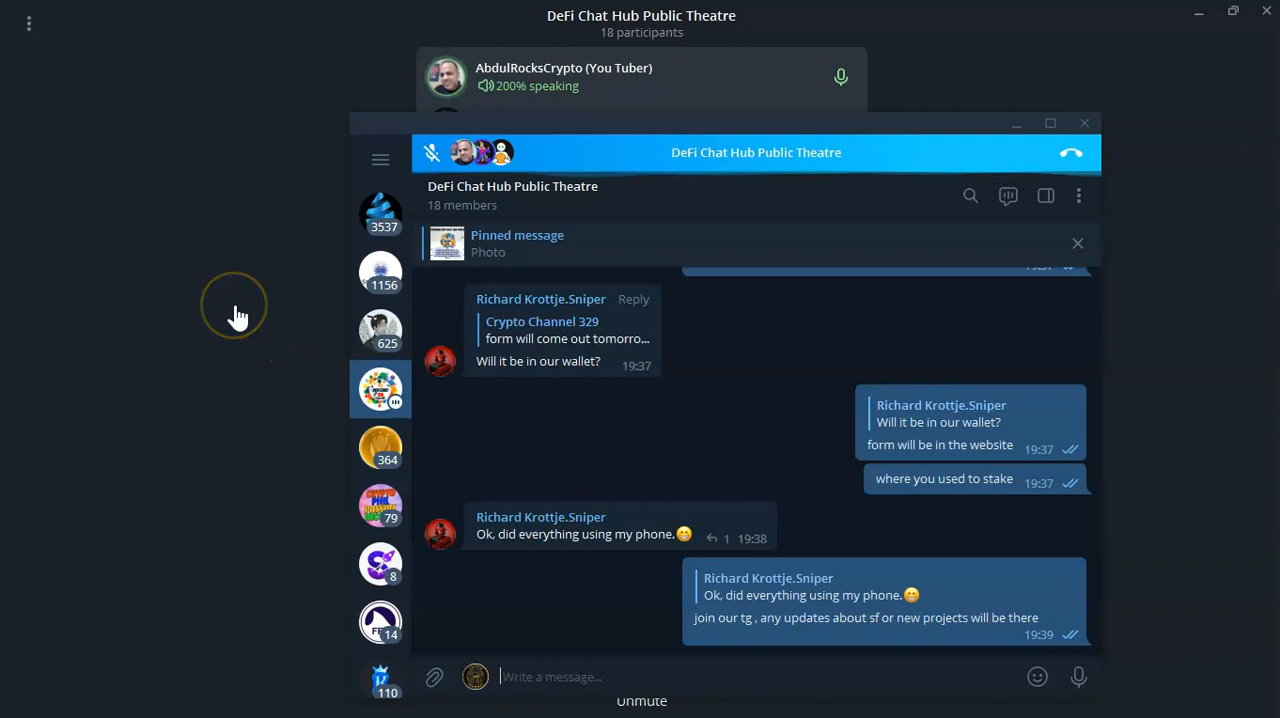 DeFi Chat Hub Public Theatre
18 participants
AbdulRocksCrypto (You Tuber)
200% speaking
DeFi Chat Hub Public Theatre
DeFi Chat Hub Public Theatre
18 members
Pinned message
Photo
3537
1156
625
364
79
8
14
110
Richard Krottje.Sniper Reply
Crypto Channel 329
form will come out tomorro...
Will it be in our wallet?
19:37
Richard Krottje.Sniper
Will it be in our wallet?
form will be in the website 19:37
where you used to stake 19:37
Richard Krottje.Sniper
Ok, did everything using my phone.😁 1 19:38
Richard Krottje.Sniper
Ok, did everything using my phone.😁
join our tg , any updates about sf or new projects will be there
19:39
Write a message...
Unmute